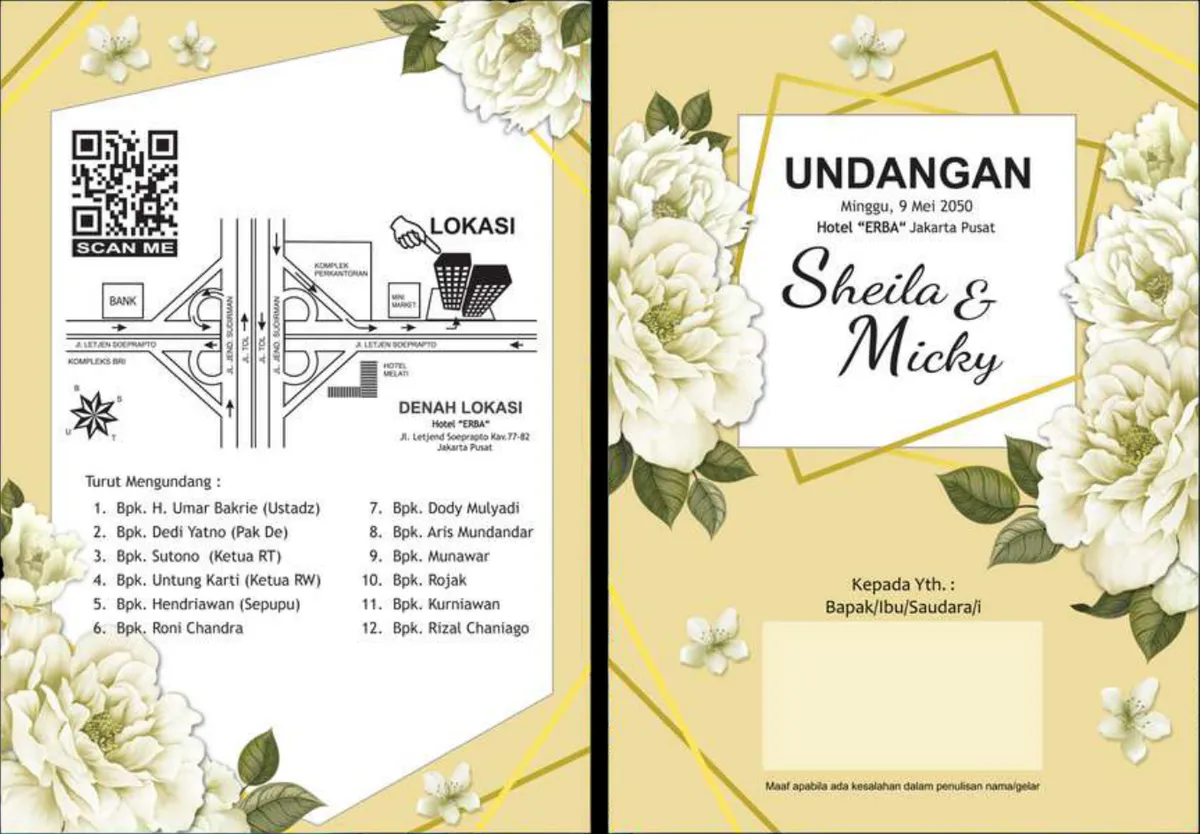 SCAN ME
LOKASI
KOMPLEK
PERKANTORAN
BANK
MINI
MARKET
JL. JEND. SUDIRMAN
JL. TOL
JL. TOL
JL. JEND. SUDIRMAN
JL. LETJEN SOEPRAPTO
JL. LETJEN SOEPRAPTO
KOMPLEKS BRI
HOTEL
MELATI
B
S
U
T
DENAH LOKASI
Hotel "ERBA"
Jl. Letjend Soeprapto Kav.77-82
Jakarta Pusat
Turut Mengundang :
1. Bpk. H. Umar Bakrie (Ustadz)
2. Bpk. Dedi Yatno (Pak De)
3. Bpk. Sutono (Ketua RT)
4. Bpk. Untung Karti (Ketua RW)
5. Bpk. Hendriawan (Sepupu)
6. Bpk. Roni Chandra
7. Bpk. Dody Mulyadi
8. Bpk. Aris Mundandar
9. Bpk. Munawar
10. Bpk. Rojak
11. Bpk. Kurniawan
12. Bpk. Rizal Chaniago
UNDANGAN
Minggu, 9 Mei 2050
Hotel "ERBA" Jakarta Pusat
Sheila &
Micky
Kepada Yth. :
Bapak/Ibu/Saudara/i
Maaf apabila ada kesalahan dalam penulisan nama/gelar